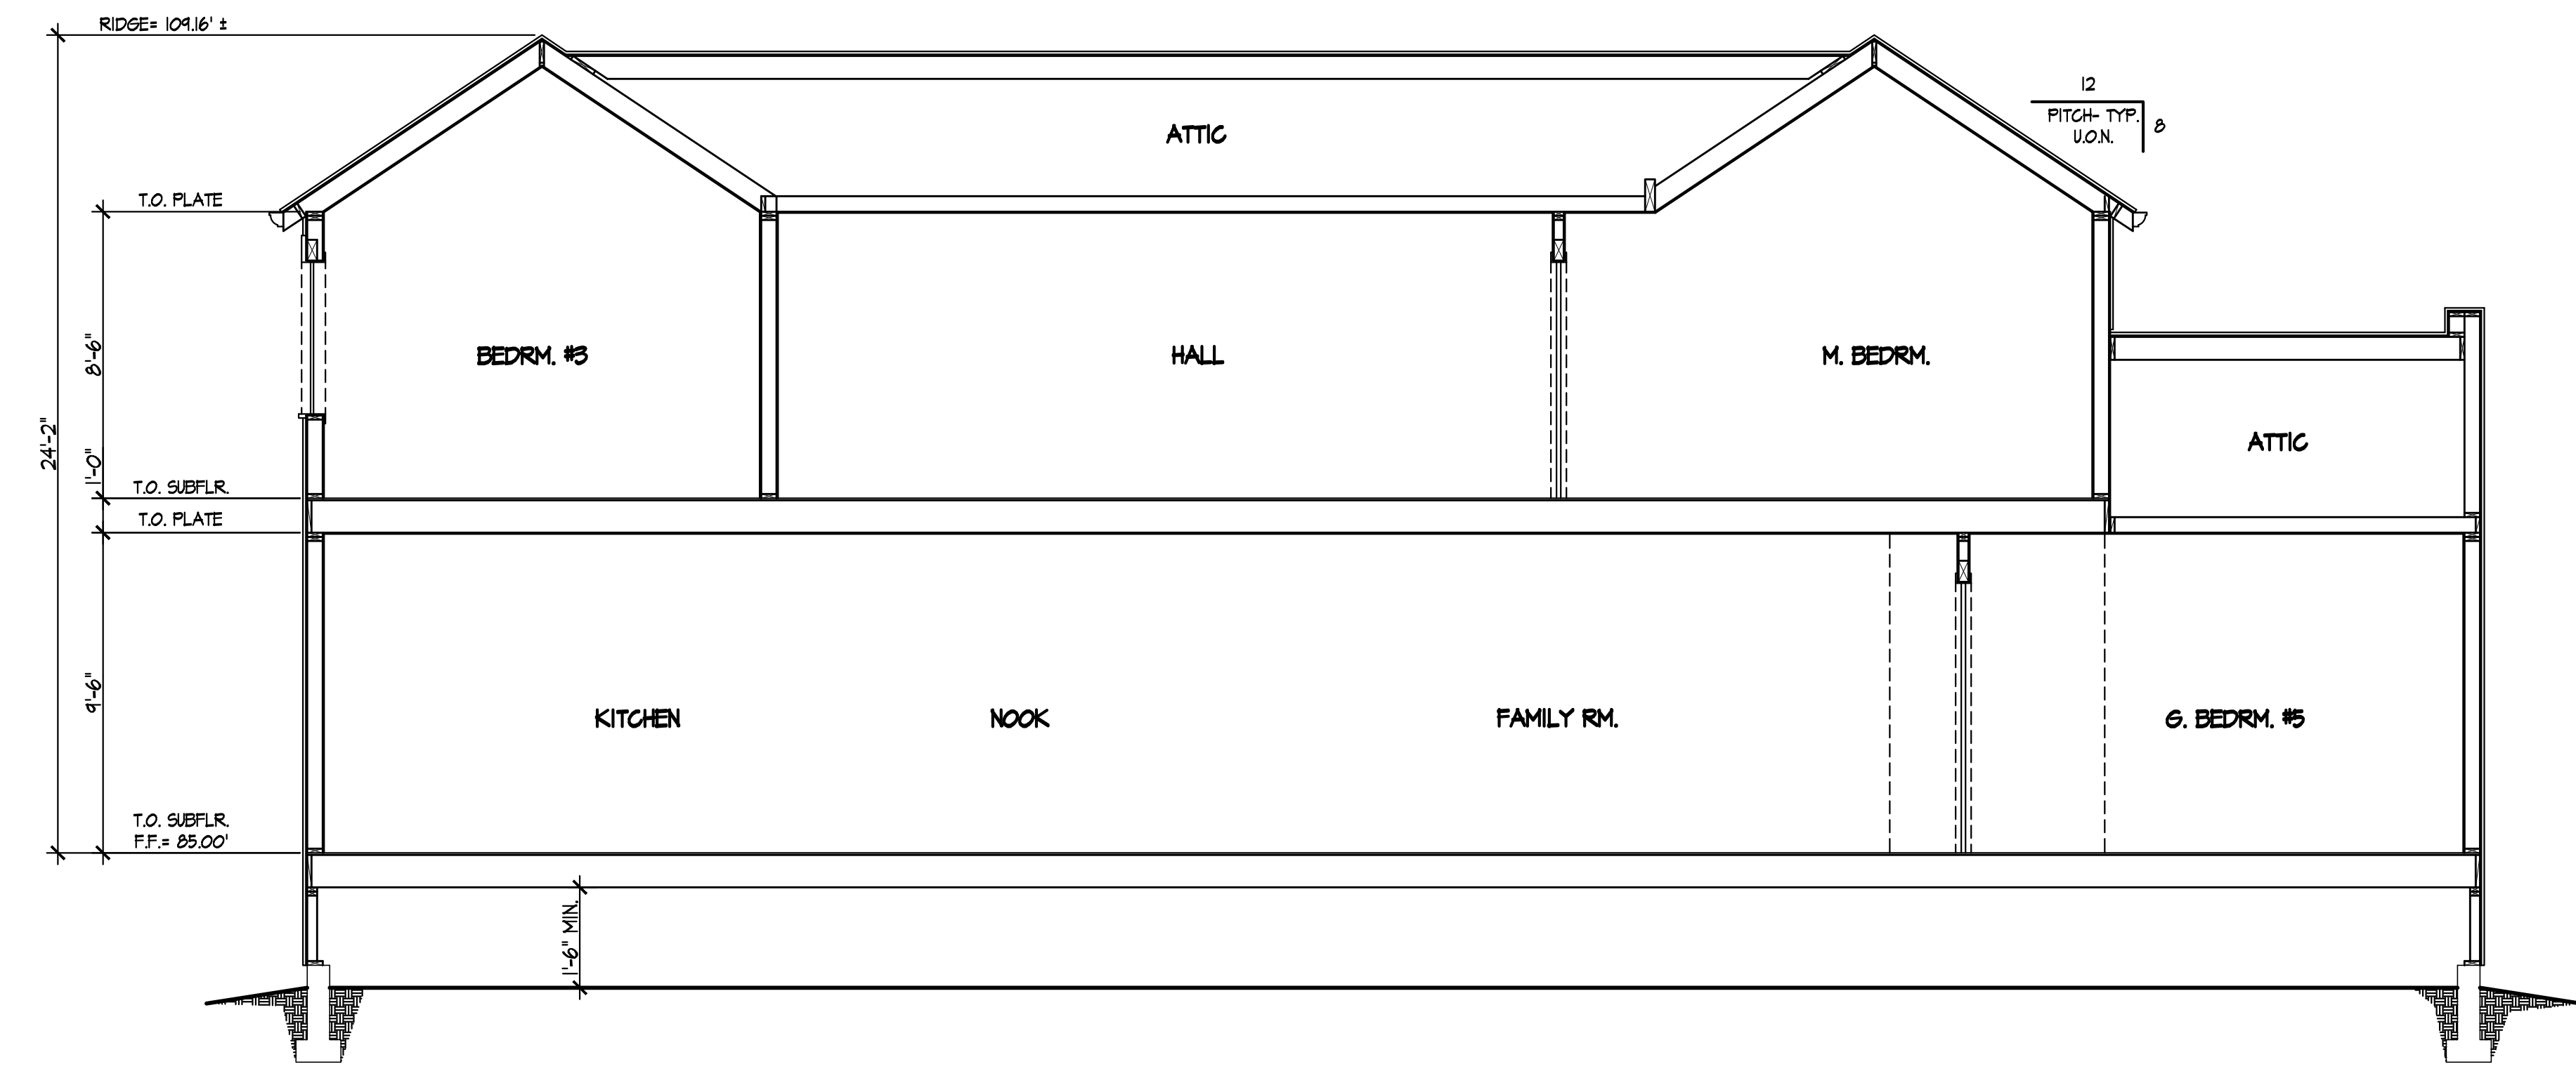 RIDGE= 109.16' ±
12
PITCH- TYP.
U.O.N.
8
ATTIC
T.O. PLATE
8'-6"
BEDRM. #3
HALL
M. BEDRM.
24'-2"
ATTIC
1'-0"
T.O. SUBFLR.
T.O. PLATE
9'-6"
KITCHEN
NOOK
FAMILY RM.
G. BEDRM. #5
T.O. SUBFLR.
F.F.= 85.00'
1'-6" MIN.